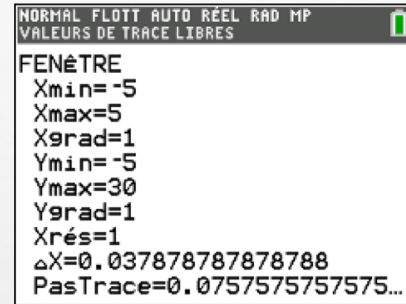 NORMAL FLOTT AUTO RÉEL RAD MP
VALEURS DE TRACE LIBRES
FENÊTRE
Xmin=-5
Xmax=5
Xgrad=1
Ymin=-5
Ymax=30
Ygrad=1
Xrés=1
△X=0.037878787878788
PasTrace=0.0757575757575…